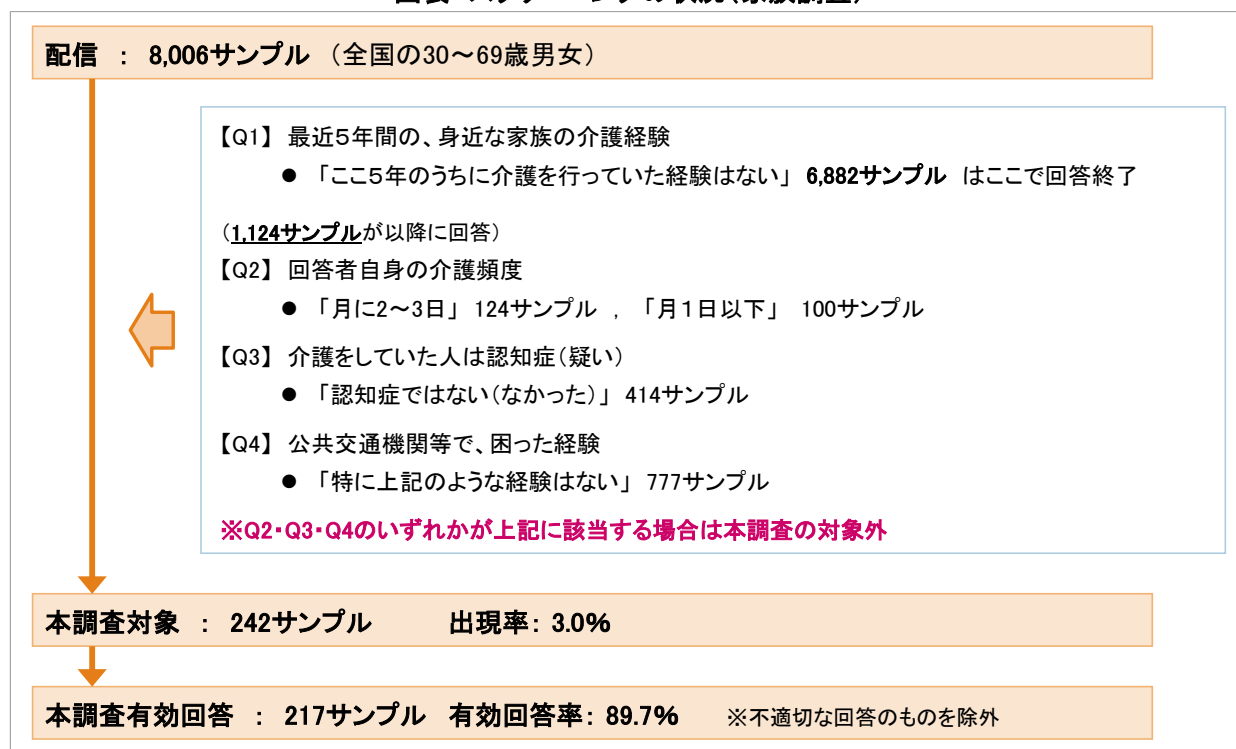 配信 ： 8,006サンプル （全国の30～69歳男女）
【Q1】 最近５年間の、身近な家族の介護経験
● 「ここ５年のうちに介護を行っていた経験はない」 6,882サンプル はここで回答終了
（1,124サンプルが以降に回答）
【Q2】 回答者自身の介護頻度
● 「月に2～3日」 124サンプル ， 「月１日以下」 100サンプル
【Q3】 介護をしていた人は認知症（疑い）
● 「認知症ではない（なかった）」 414サンプル
【Q4】 公共交通機関等で、困った経験
● 「特に上記のような経験はない」 777サンプル
※Q2・Q3・Q4のいずれかが上記に該当する場合は本調査の対象外
本調査対象 ： 242サンプル 出現率： 3.0%
本調査有効回答 ： 217サンプル 有効回答率： 89.7% ※不適切な回答のものを除外